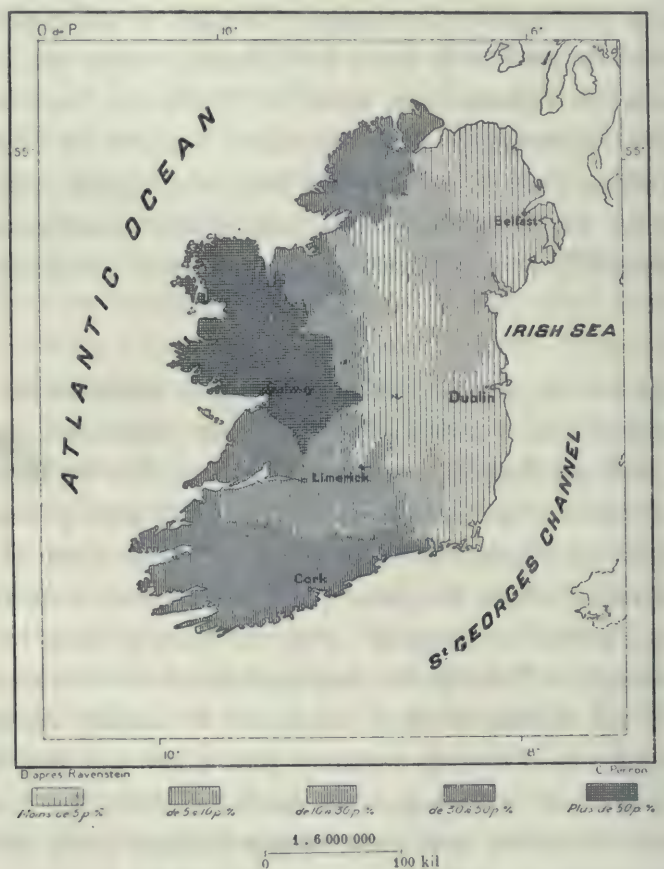 O de P
10°
6°
55°
55°
ATLANTIC OCEAN
Belfast
IRISH SEA
Galway
Dublin
Limerick
Cork
St GEORGES CHANNEL
10°
8°
D'après Ravenstein
C. Perron
Moins de 5 p. %
de 5 à 10 p. %
de 10 à 30 p. %
de 30 à 50 p. %
Plus de 50 p. %
1 . 6 000 000
0 100 kil